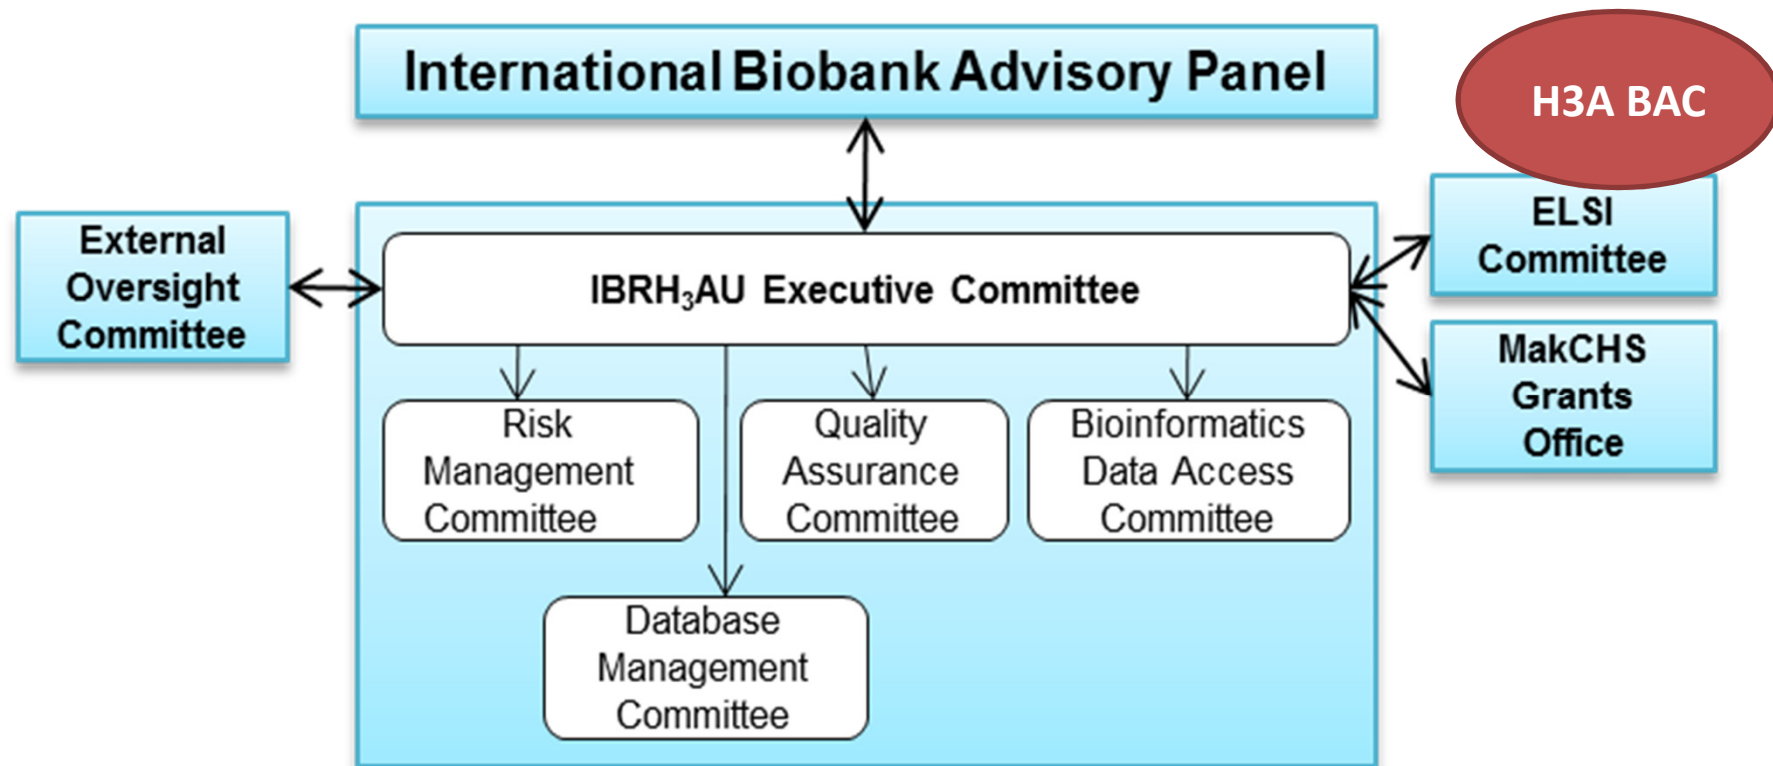 International Biobank Advisory Panel
H3A BAC
External
Oversight
Committee
IBRH₃AU Executive Committee
ELSI
Committee
MakCHS
Grants
Office
Risk
Management
Committee
Quality
Assurance
Committee
Bioinformatics
Data Access
Committee
Database
Management
Committee